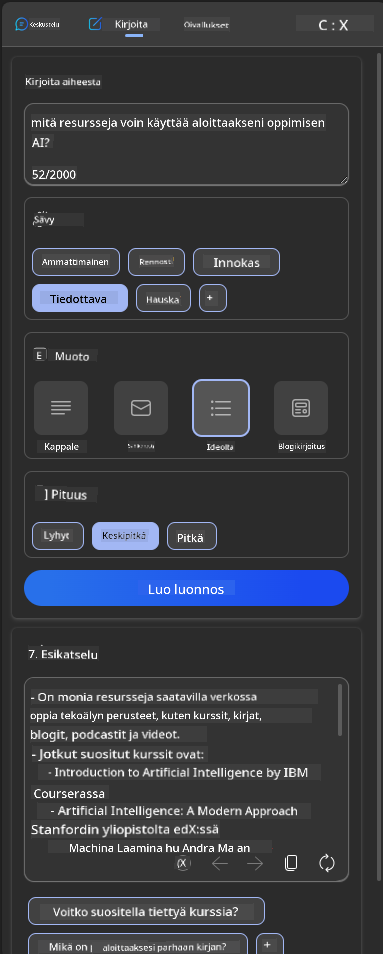 Keskustelu Kirjoita Oivallukset C : X
Kirjoita aiheesta
mitä resursseja voin käyttää aloittaakseni oppimisen
AI?
52/2000
Sävy
Ammattimainen Rennosti Innokas
Tiedottava Hauska +
E Muoto
Kappale Ideoita Blogikirjoitus
] Pituus
Lyhyt Keskipitkä Pitkä
Luo luonnos
7. Esikatselu
- On monia resursseja saatavilla verkossa
oppia tekoälyn perusteet, kuten kurssit, kirjat,
blogit, podcastit ja videot.
- Jotkut suositut kurssit ovat:
- Introduction to Artificial Intelligence by IBM
Courserassa
- Artificial Intelligence: A Modern Approach
Stanfordin yliopistolta edX:ssä
Machina Laamina hu Andra Ma an
(X
Voitko suositella tiettyä kurssia?
Mikä on aloittaaksesi parhaan kirjan? +